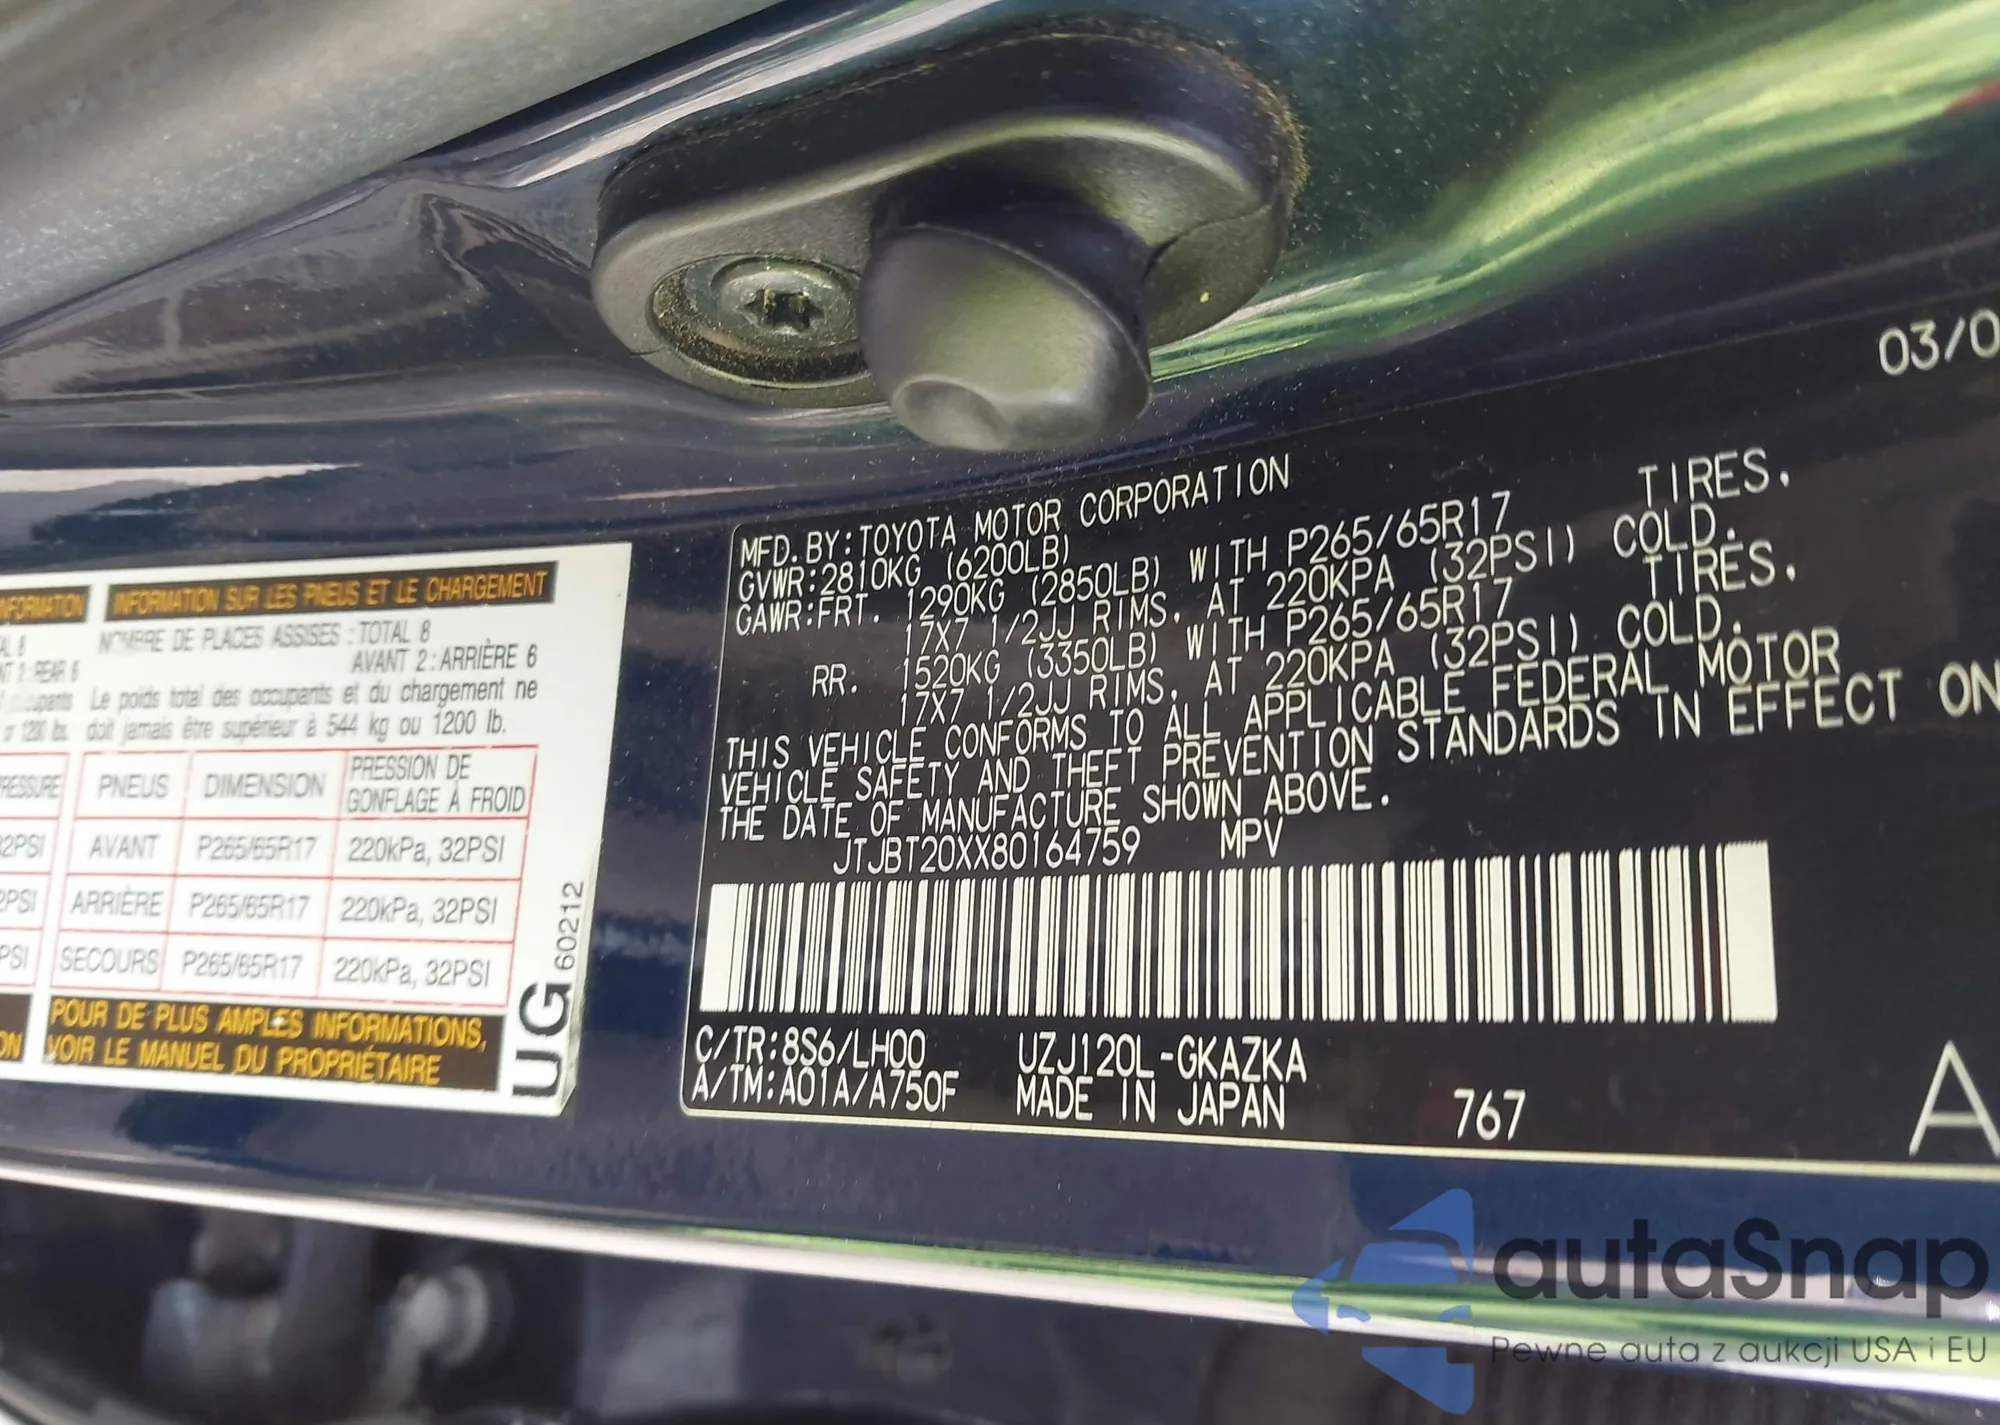 03/0
MFD.BY:TOYOTA MOTOR CORPORATION
GVWR:2810KG (6200LB)
GAWR:FRT. 1290KG (2850LB) WITH P265/65R17 TIRES,
17X7 1/2JJ RIMS, AT 220KPA (32PSI) COLD.
RR. 1520KG (3350LB) WITH P265/65R17 TIRES,
17X7 1/2JJ RIMS, AT 220KPA (32PSI) COLD.
THIS VEHICLE CONFORMS TO ALL APPLICABLE FEDERAL MOTOR
VEHICLE SAFETY AND THEFT PREVENTION STANDARDS IN EFFECT ON
THE DATE OF MANUFACTURE SHOWN ABOVE.
JTJBT20XX80164759 MPV
C/TR:8S6/LH00 UZJ120L-GKAZKA
A/TM:A01A/A750F MADE IN JAPAN 767
A
INFORMATION SUR LES PNEUS ET LE CHARGEMENT
NOMBRE DE PLACES ASSISES : TOTAL 8
AVANT 2 : ARRIÈRE 6
Le poids total des occupants et du chargement ne
doit jamais être supérieur à 544 kg ou 1200 lb.
PNEUS DIMENSION PRESSION DE
GONFLAGE À FROID
AVANT P265/65R17 220kPa, 32PSI
ARRIÈRE P265/65R17 220kPa, 32PSI
SECOURS P265/65R17 220kPa, 32PSI
POUR DE PLUS AMPLES INFORMATIONS,
VOIR LE MANUEL DU PROPRIÉTAIRE
UG 60212
autaSnap
Pewne auta z aukcji USA i EU